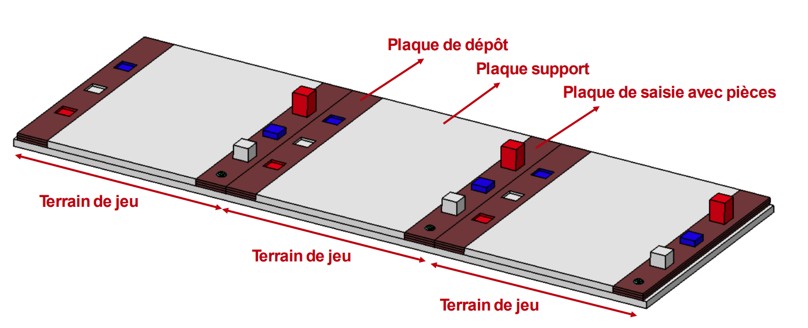 Plaque de dépôt
Plaque support
Plaque de saisie avec pièces
Terrain de jeu
Terrain de jeu
Terrain de jeu